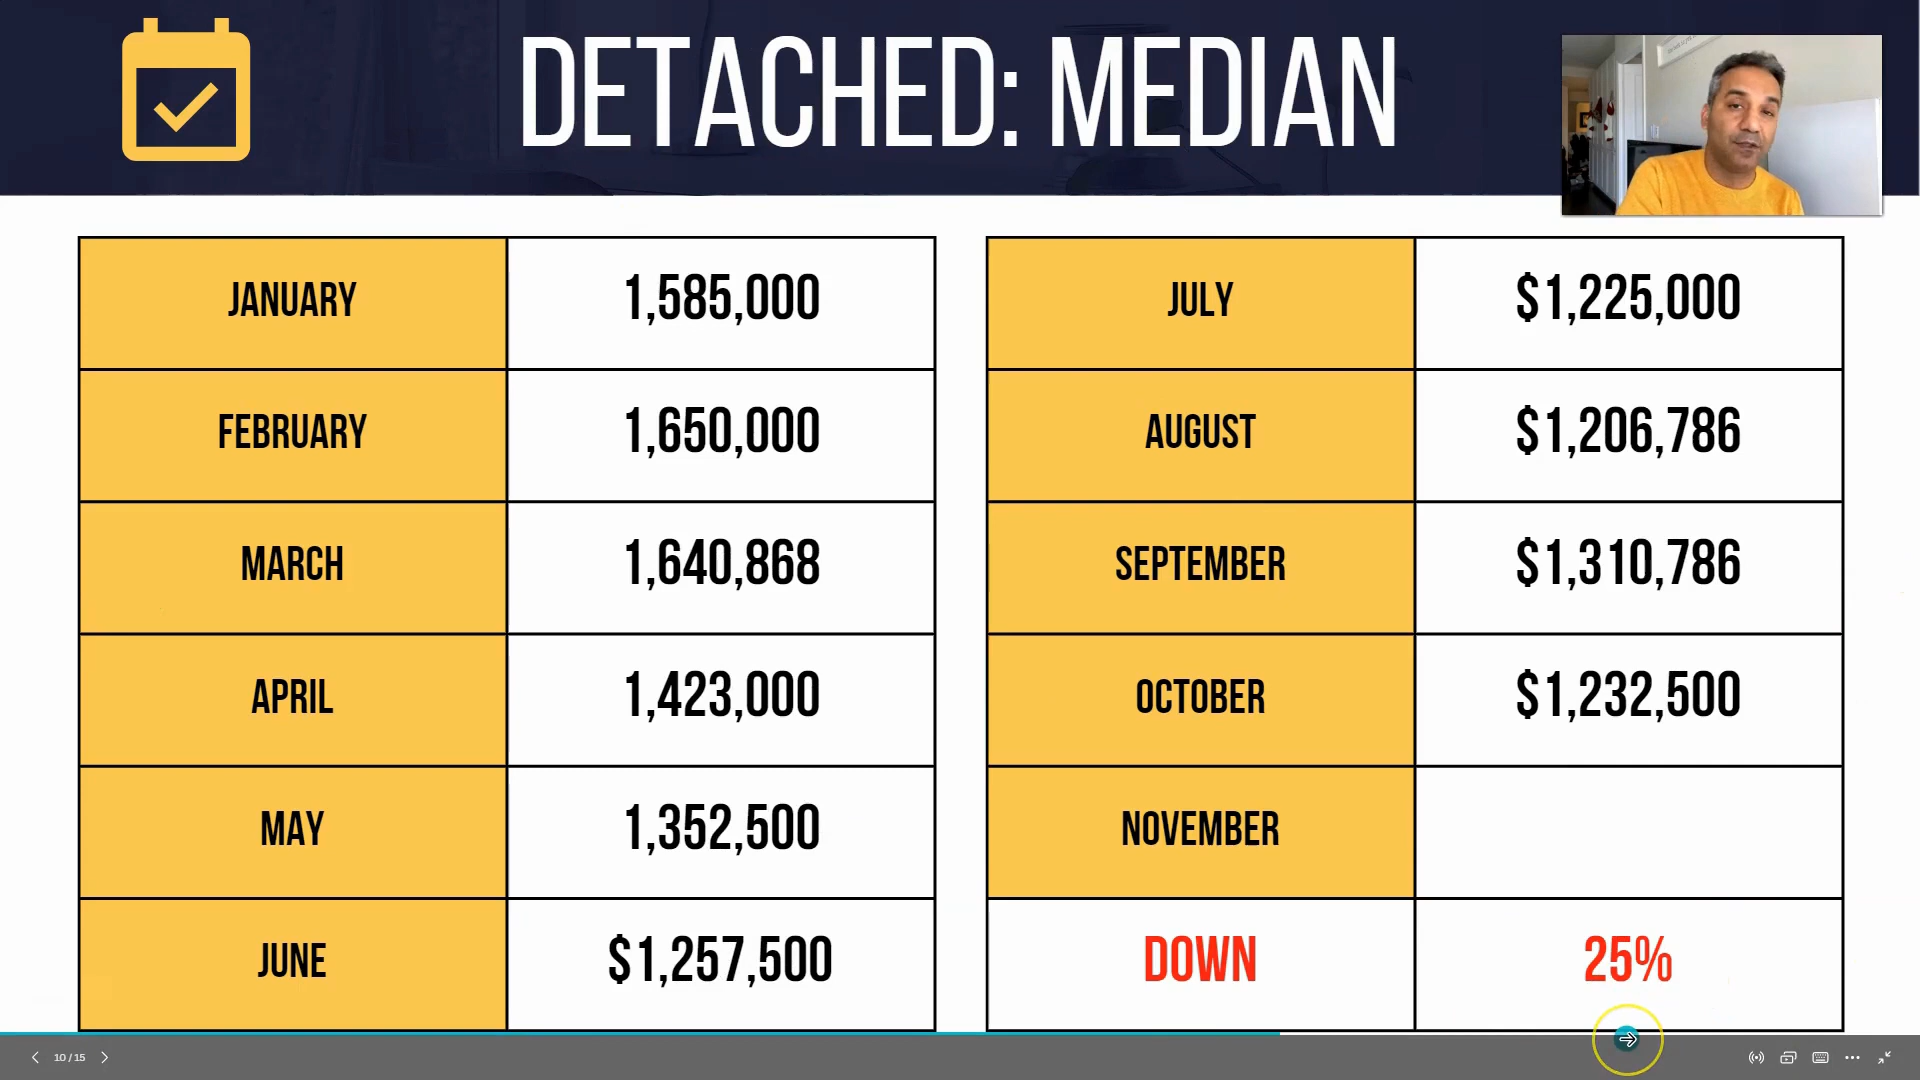 DETACHED: MEDIAN
JANUARY 1,585,000
FEBRUARY 1,650,000
MARCH 1,640,868
APRIL 1,423,000
MAY 1,352,500
JUNE $1,257,500
JULY $1,225,000
AUGUST $1,206,786
SEPTEMBER $1,310,786
OCTOBER $1,232,500
NOVEMBER
DOWN 25%
10 / 15